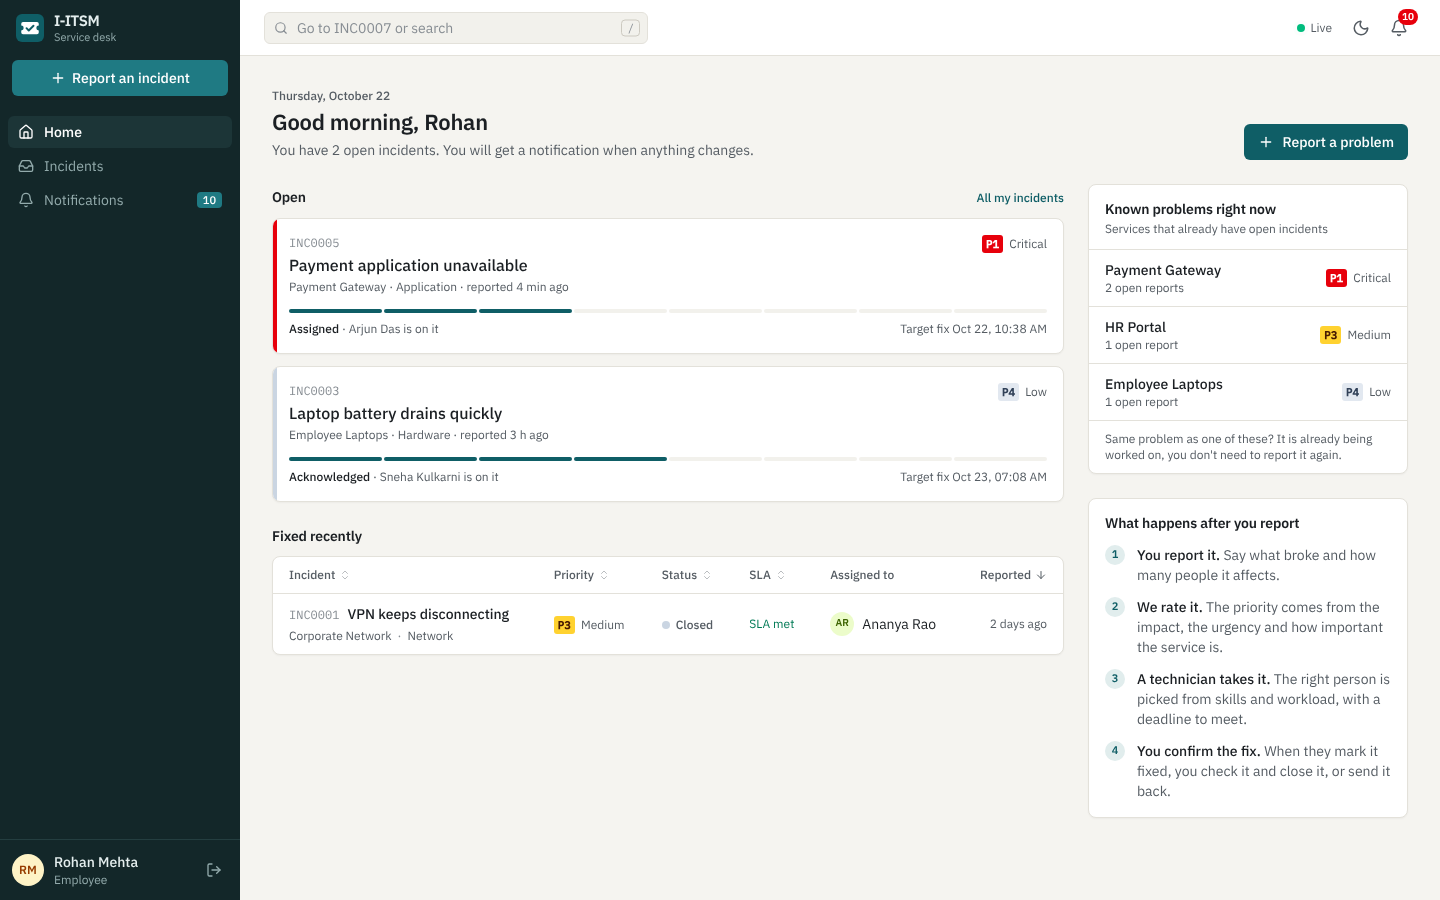 I-ITSM
Service desk
Report an incident
Home
Incidents
Notifications 10
Rohan Mehta
Employee
RM
Go to INC0007 or search /
Live
10
Thursday, October 22
Good morning, Rohan
You have 2 open incidents. You will get a notification when anything changes.
Report a problem
Open
All my incidents
INC0005
P1 Critical
Payment application unavailable
Payment Gateway · Application · reported 4 min ago
Assigned · Arjun Das is on it
Target fix Oct 22, 10:38 AM
INC0003
P4 Low
Laptop battery drains quickly
Employee Laptops · Hardware · reported 3 h ago
Acknowledged · Sneha Kulkarni is on it
Target fix Oct 23, 07:08 AM
Fixed recently
Incident Priority Status SLA Assigned to Reported
INC0001 VPN keeps disconnecting
Corporate Network · Network
P3 Medium
Closed
SLA met
AR Ananya Rao
2 days ago
Known problems right now
Services that already have open incidents
Payment Gateway
2 open reports
P1 Critical
HR Portal
1 open report
P3 Medium
Employee Laptops
1 open report
P4 Low
Same problem as one of these? It is already being
worked on, you don't need to report it again.
What happens after you report
1 You report it. Say what broke and how
many people it affects.
2 We rate it. The priority comes from the
impact, the urgency and how important
the service is.
3 A technician takes it. The right person is
picked from skills and workload, with a
deadline to meet.
4 You confirm the fix. When they mark it
fixed, you check it and close it, or send it
back.